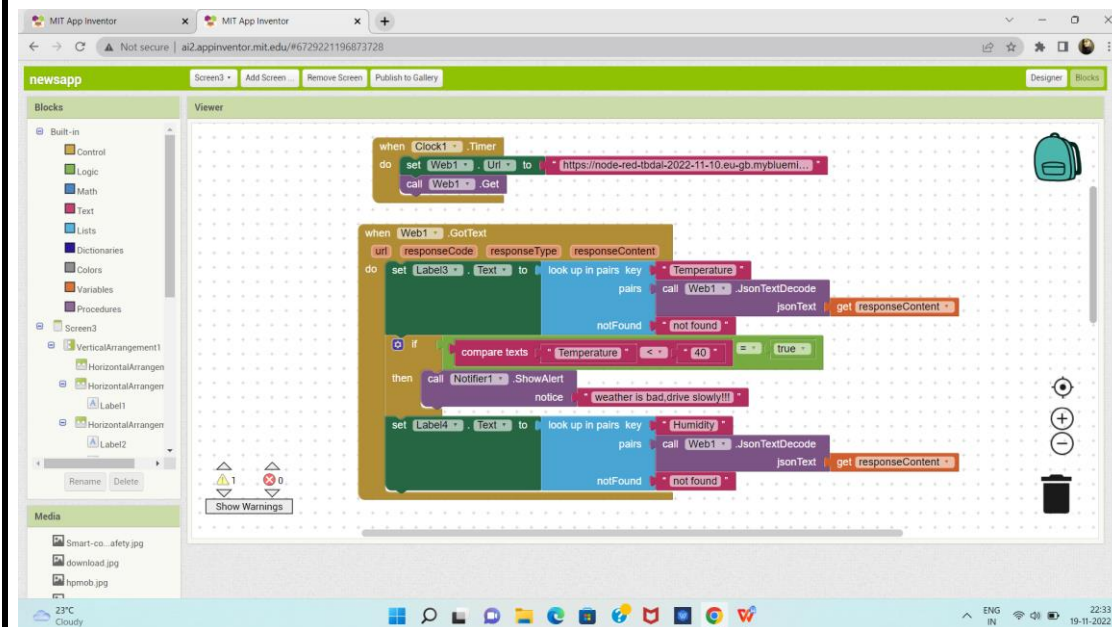 MIT App Inventor
MIT App Inventor
Not secure
ai2.appinventor.mit.edu/#6729221196873728
newsapp
Screen3
Add Screen ...
Remove Screen
Publish to Gallery
Designer
Blocks
Blocks
Viewer
Built-in
Control
Logic
Math
Text
Lists
Dictionaries
Colors
Variables
Procedures
Screen3
VerticalArrangement1
HorizontalArrangen
HorizontalArrangen
Label1
HorizontalArrangen
Label2
Rename
Delete
Media
Smart-co...afety.jpg
download.jpg
hpmob.jpg
when Clock1 .Timer
do set Web1 . Url to " https://node-red-tbdal-2022-11-10.eu-gb.mybluemi... "
call Web1 .Get
when Web1 .GotText
url responseCode responseType responseContent
do set Label3 . Text to look up in pairs key " Temperature "
pairs call Web1 .JsonTextDecode
jsonText get responseContent
notFound " not found "
if compare texts " Temperature " < " 40 " = true
then call Notifier1 .ShowAlert
notice " weather is bad,drive slowly!!! "
set Label4 . Text to look up in pairs key " Humidity "
pairs call Web1 .JsonTextDecode
jsonText get responseContent
notFound " not found "
1
0
Show Warnings
23°C
Cloudy
ENG
IN
22:33
19-11-2022